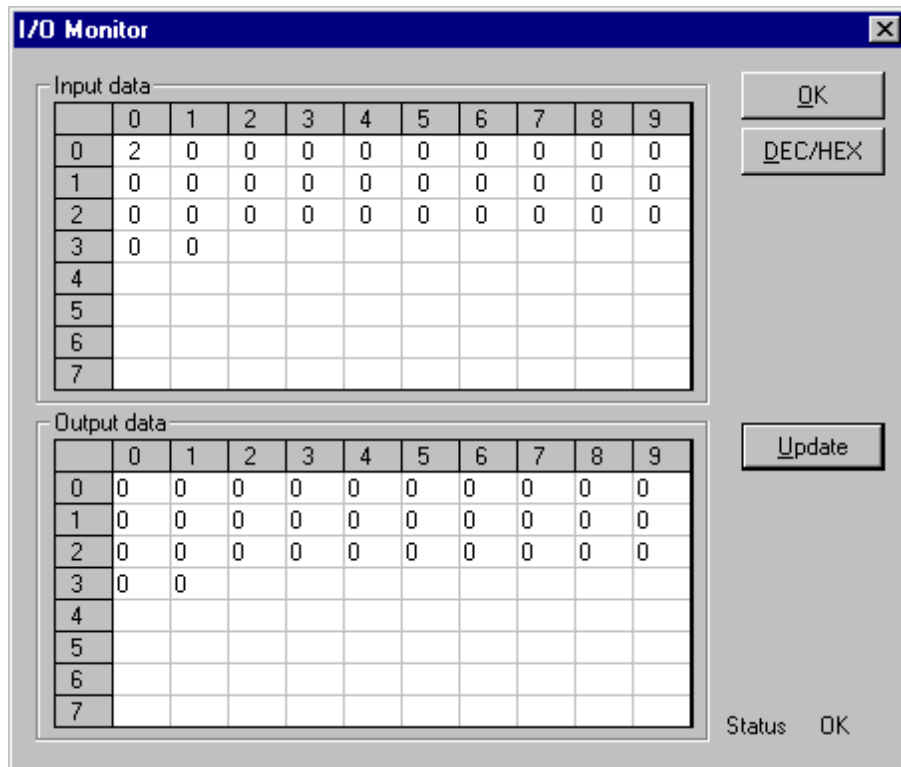 I/O Monitor
Input data
OK
0 1 2 3 4 5 6 7 8 9
0 2 0 0 0 0 0 0 0 0 0
DEC/HEX
1 0 0 0 0 0 0 0 0 0 0
2 0 0 0 0 0 0 0 0 0 0
3 0 0
4
5
6
7
Output data
Update
0 1 2 3 4 5 6 7 8 9
0 0 0 0 0 0 0 0 0 0 0
1 0 0 0 0 0 0 0 0 0 0
2 0 0 0 0 0 0 0 0 0 0
3 0 0
4
5
6
7
Status OK